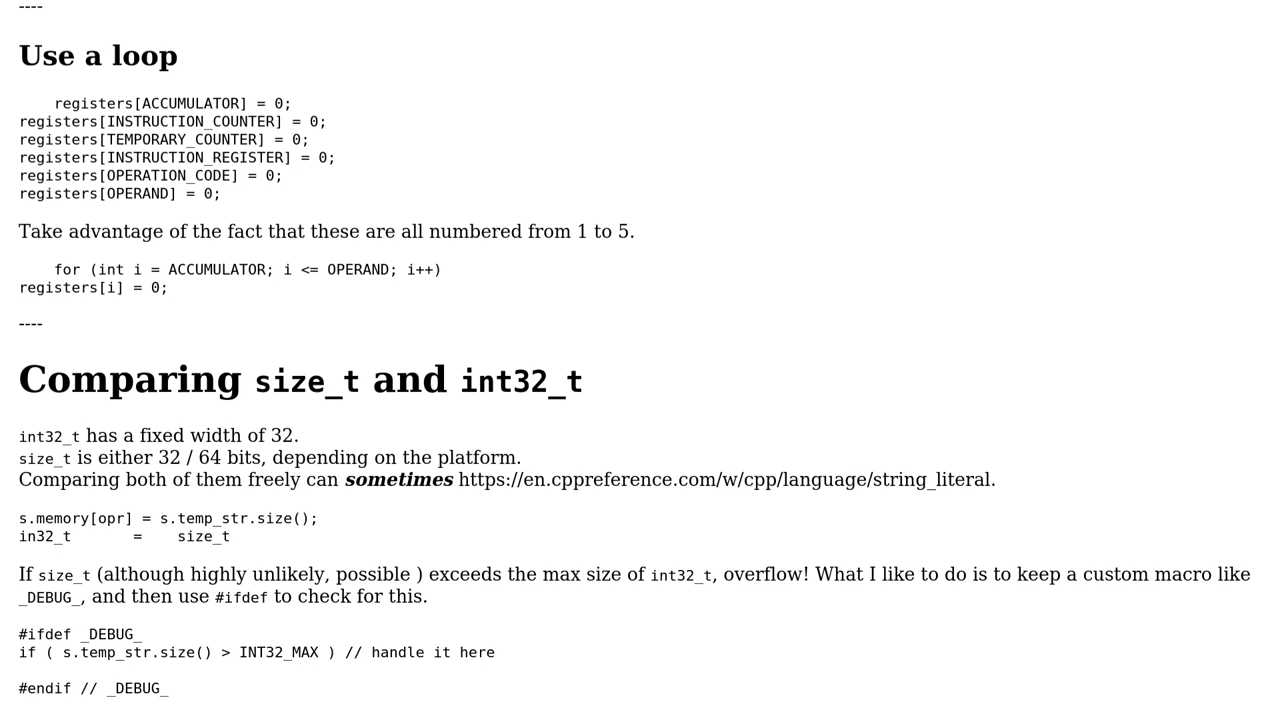 ----
Use a loop
    registers[ACCUMULATOR] = 0;
registers[INSTRUCTION_COUNTER] = 0;
registers[TEMPORARY_COUNTER] = 0;
registers[INSTRUCTION_REGISTER] = 0;
registers[OPERATION_CODE] = 0;
registers[OPERAND] = 0;
Take advantage of the fact that these are all numbered from 1 to 5.
    for (int i = ACCUMULATOR; i <= OPERAND; i++)
registers[i] = 0;
----
Comparing size_t and int32_t
int32_t has a fixed width of 32.
size_t is either 32 / 64 bits, depending on the platform.
Comparing both of them freely can sometimes https://en.cppreference.com/w/cpp/language/string_literal.
s.memory[opr] = s.temp_str.size();
in32_t       =    size_t
If size_t (although highly unlikely, possible ) exceeds the max size of int32_t, overflow! What I like to do is to keep a custom macro like
_DEBUG_, and then use #ifdef to check for this.
#ifdef _DEBUG_
if ( s.temp_str.size() > INT32_MAX ) // handle it here
#endif // _DEBUG_